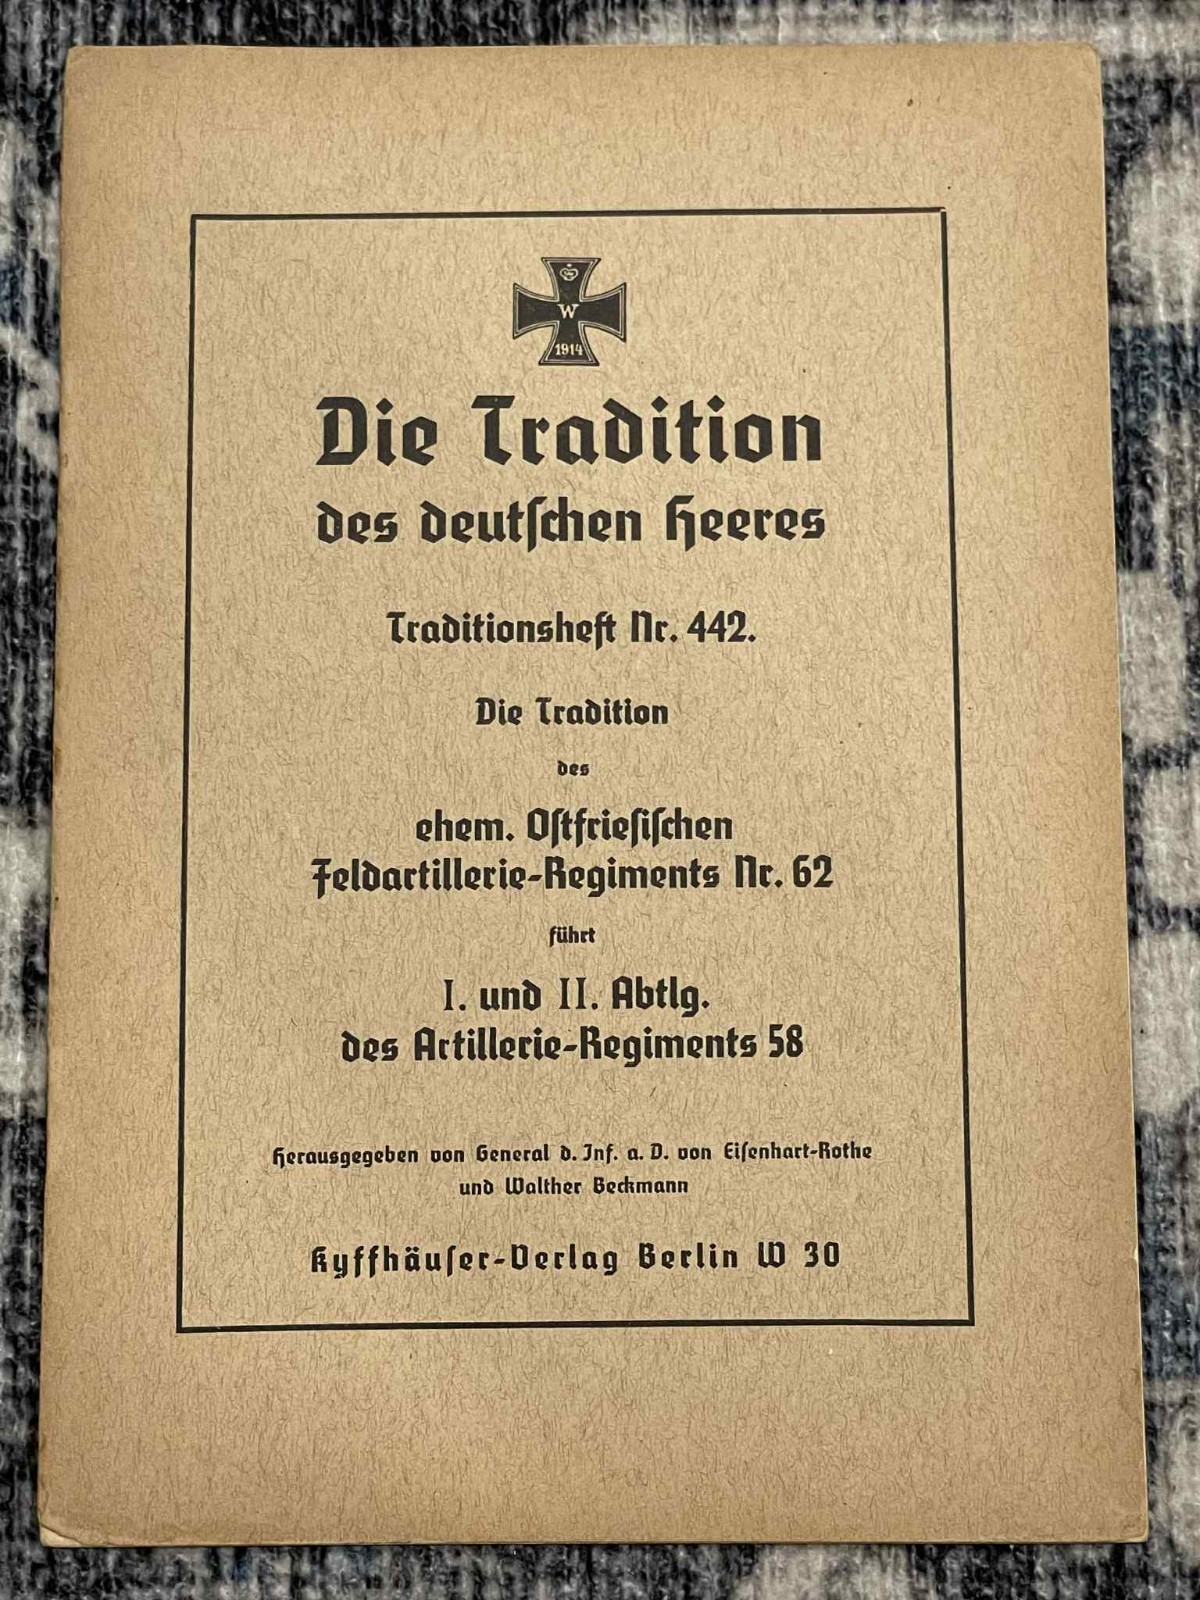 W
1914
Die Tradition
des deutſchen Heeres
Traditionsheft Nr. 442.
Die Tradition
des
ehem. Oſtfrieſiſchen
Feldartillerie-Regiments Nr. 62
führt
I. und II. Abtlg.
des Artillerie-Regiments 58
Herausgegeben von General d. Inf. a. D. von Eiſenhart-Rothe
und Walther Beckmann
Kyffhäuſer-Verlag Berlin W 30